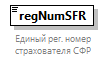 regNumSFR
Единый рег. номер
страхователя СФР